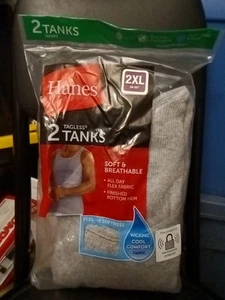 2 TANKS
Hanes
2XL
TAGLESS®
2 TANKS
SOFT &
BREATHABLE
• ALL DAY
FLEX FABRIC
• FINISHED
BOTTOM HEM
WICKING
COOL
COMFORT
FABRIC